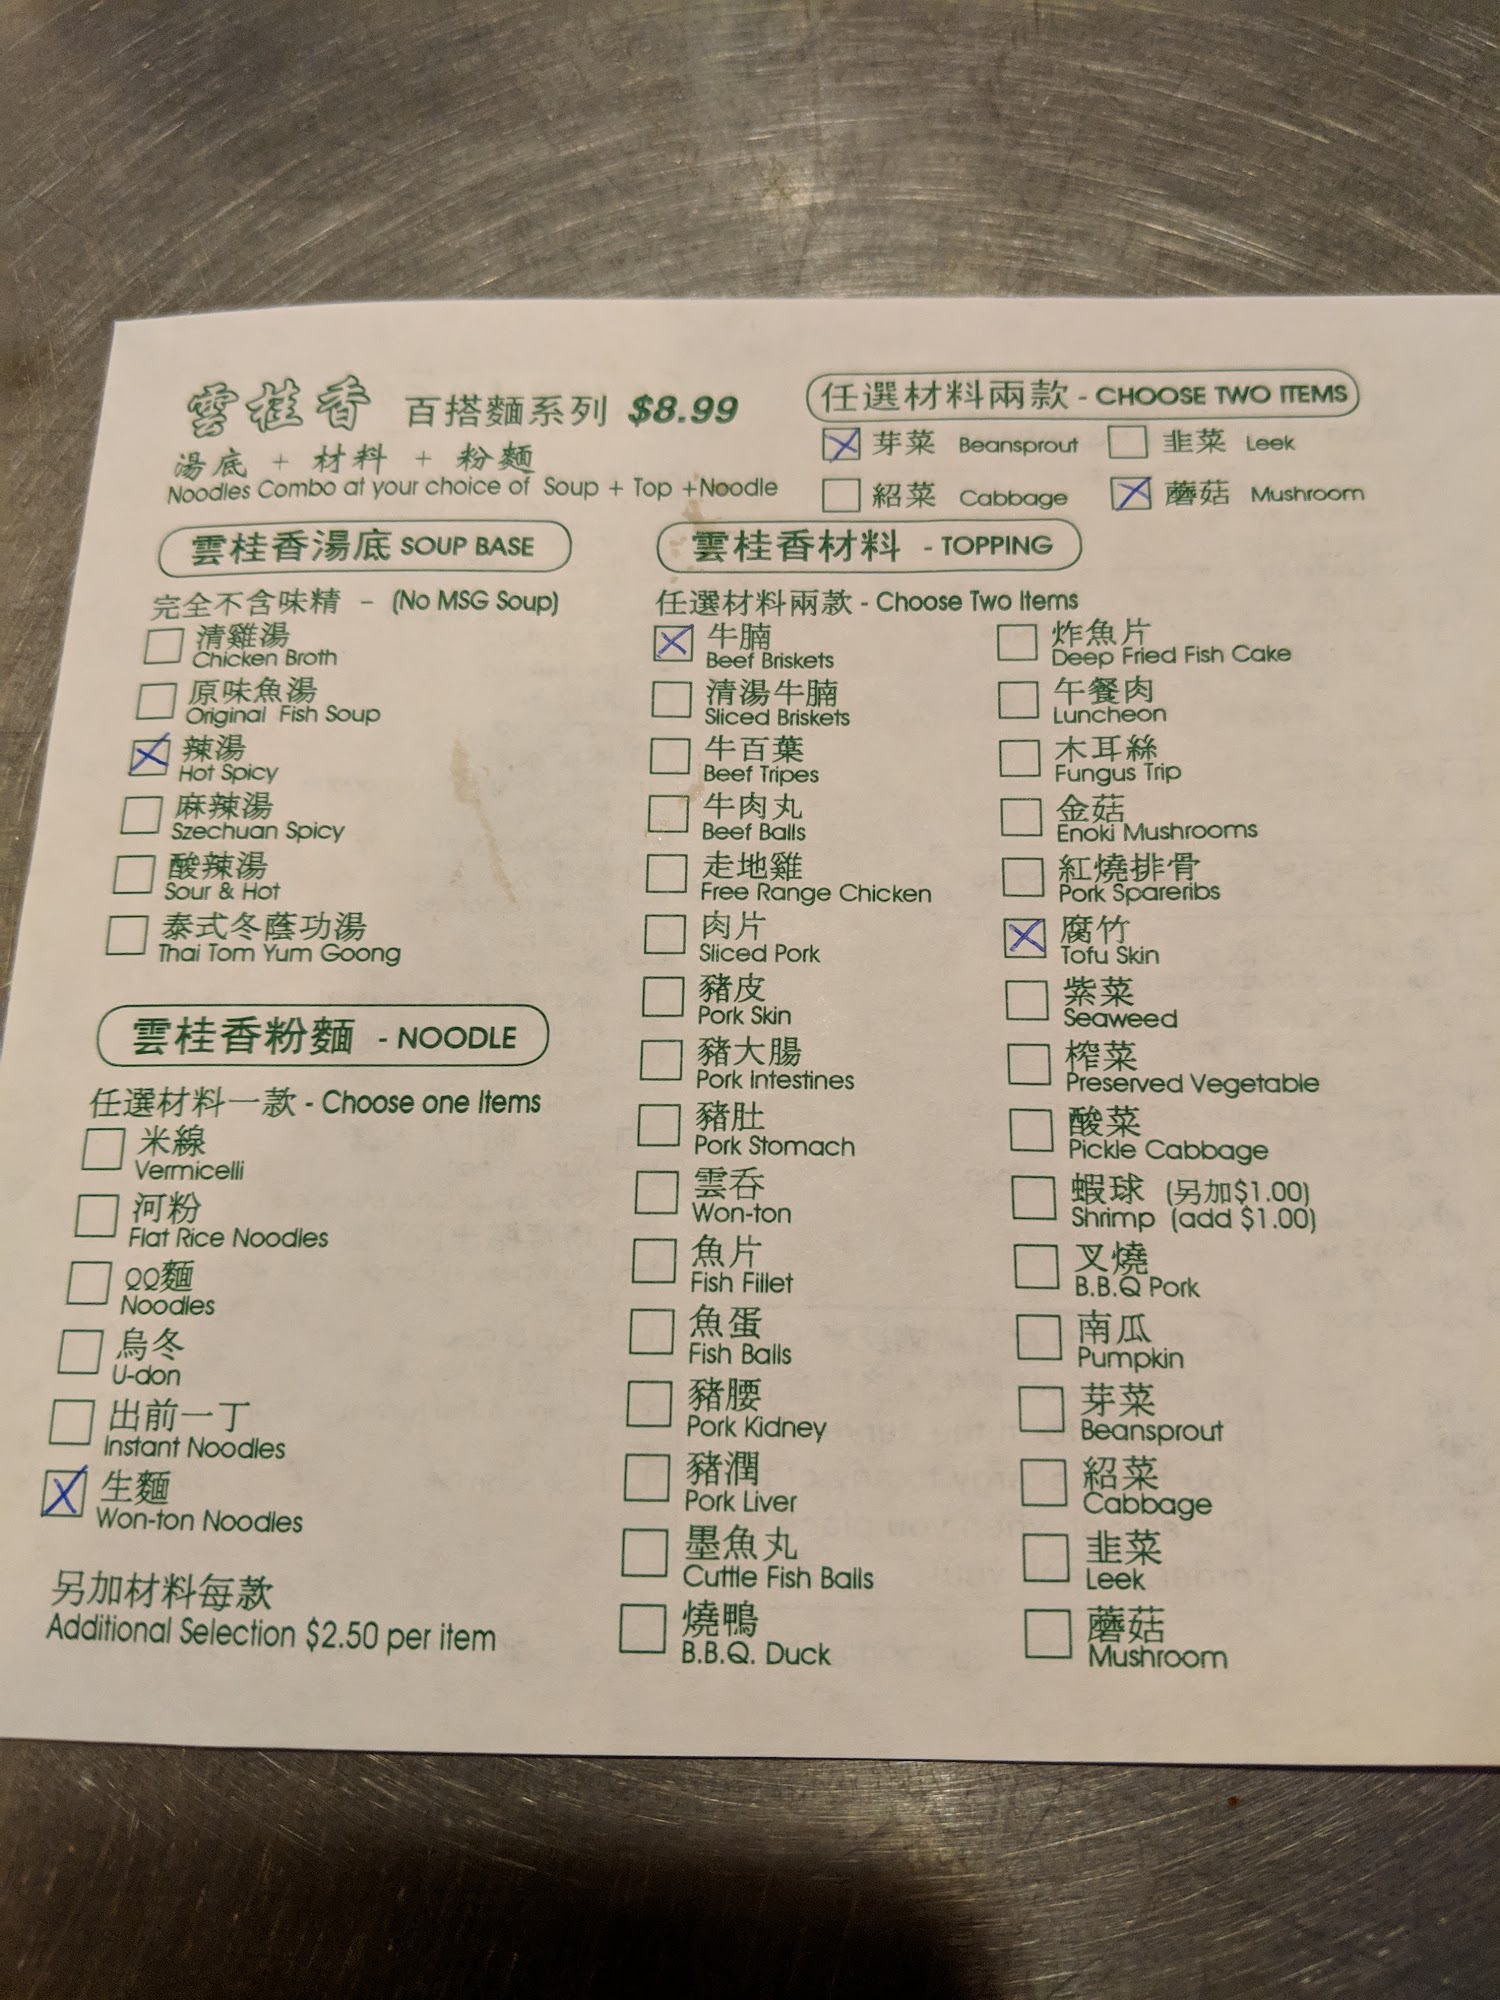 雲桂香 百搭麵系列 $8.99
湯底 + 材料 + 粉麵
Noodles Combo at your choice of Soup + Top +Noodle
任選材料兩款 - CHOOSE TWO ITEMS
芽菜 Beansprout
韭菜 Leek
紹菜 Cabbage
蘑菇 Mushroom
雲桂香湯底 SOUP BASE
完全不含味精 - (No MSG Soup)
清雞湯
Chicken Broth
原味魚湯
Original Fish Soup
辣湯
Hot Spicy
麻辣湯
Szechuan Spicy
酸辣湯
Sour & Hot
泰式冬蔭功湯
Thai Tom Yum Goong
雲桂香粉麵 - NOODLE
任選材料一款 - Choose one Items
米線
Vermicelli
河粉
Flat Rice Noodles
QQ麵
Noodles
烏冬
U-don
出前一丁
Instant Noodles
生麵
Won-ton Noodles
另加材料每款
Additional Selection $2.50 per item
雲桂香材料 - TOPPING
任選材料兩款 - Choose Two Items
牛腩
Beef Briskets
清湯牛腩
Sliced Briskets
牛百葉
Beef Tripes
牛肉丸
Beef Balls
走地雞
Free Range Chicken
肉片
Sliced Pork
豬皮
Pork Skin
豬大腸
Pork Intestines
豬肚
Pork Stomach
雲吞
Won-ton
魚片
Fish Fillet
魚蛋
Fish Balls
豬腰
Pork Kidney
豬潤
Pork Liver
墨魚丸
Cuttle Fish Balls
燒鴨
B.B.Q. Duck
炸魚片
Deep Fried Fish Cake
午餐肉
Luncheon
木耳絲
Fungus Trip
金菇
Enoki Mushrooms
紅燒排骨
Pork Spareribs
腐竹
Tofu Skin
紫菜
Seaweed
榨菜
Preserved Vegetable
酸菜
Pickle Cabbage
蝦球 (另加$1.00)
Shrimp (add $1.00)
叉燒
B.B.Q Pork
南瓜
Pumpkin
芽菜
Beansprout
紹菜
Cabbage
韭菜
Leek
蘑菇
Mushroom